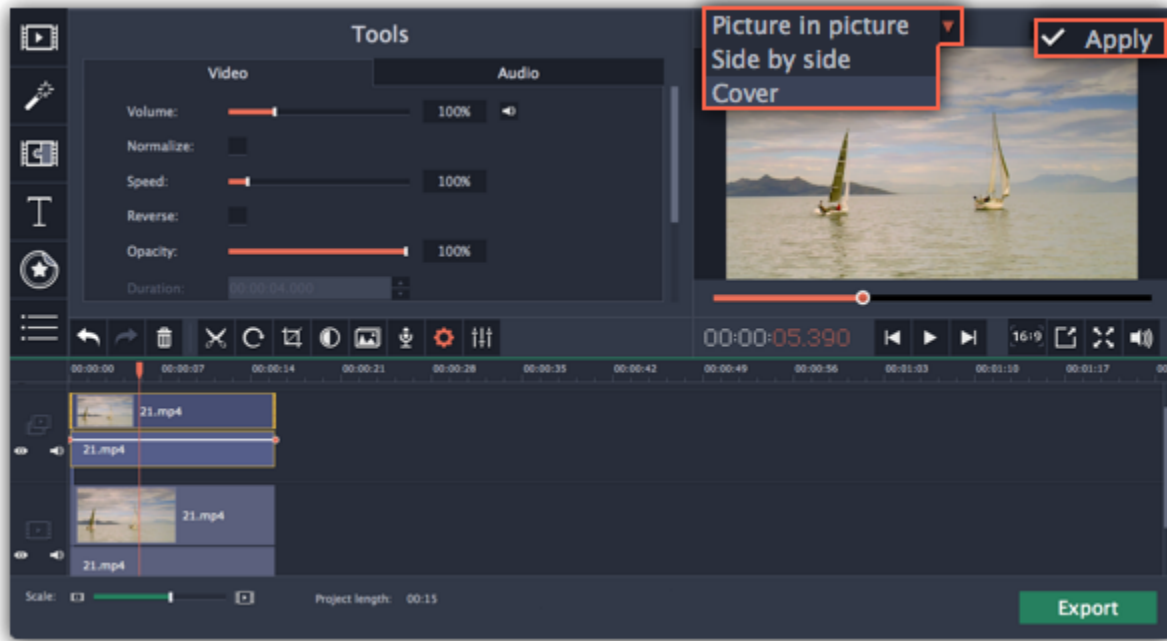 Tools
Video Audio
Volume: 100%
Normalize:
Speed: 100%
Reverse:
Opacity: 100%
Duration: 00:00:04.000
Picture in picture
Side by side
Cover
Apply
T
00:00:05.390
16:9
00:00:00 00:00:07 00:00:14 00:00:21 00:00:28 00:00:35 00:00:42 00:00:49 00:00:56 00:01:03 00:01:10 00:01:17 00
21.mp4
21.mp4
21.mp4
21.mp4
Scale: Project length: 00:15
Export